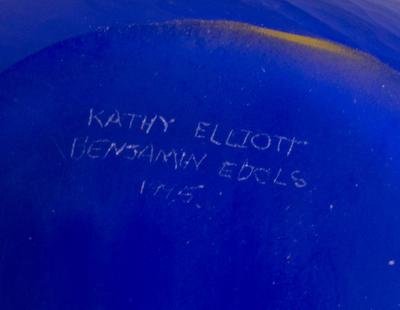 KATHY ELLIOTT
BENJAMIN EDOLS